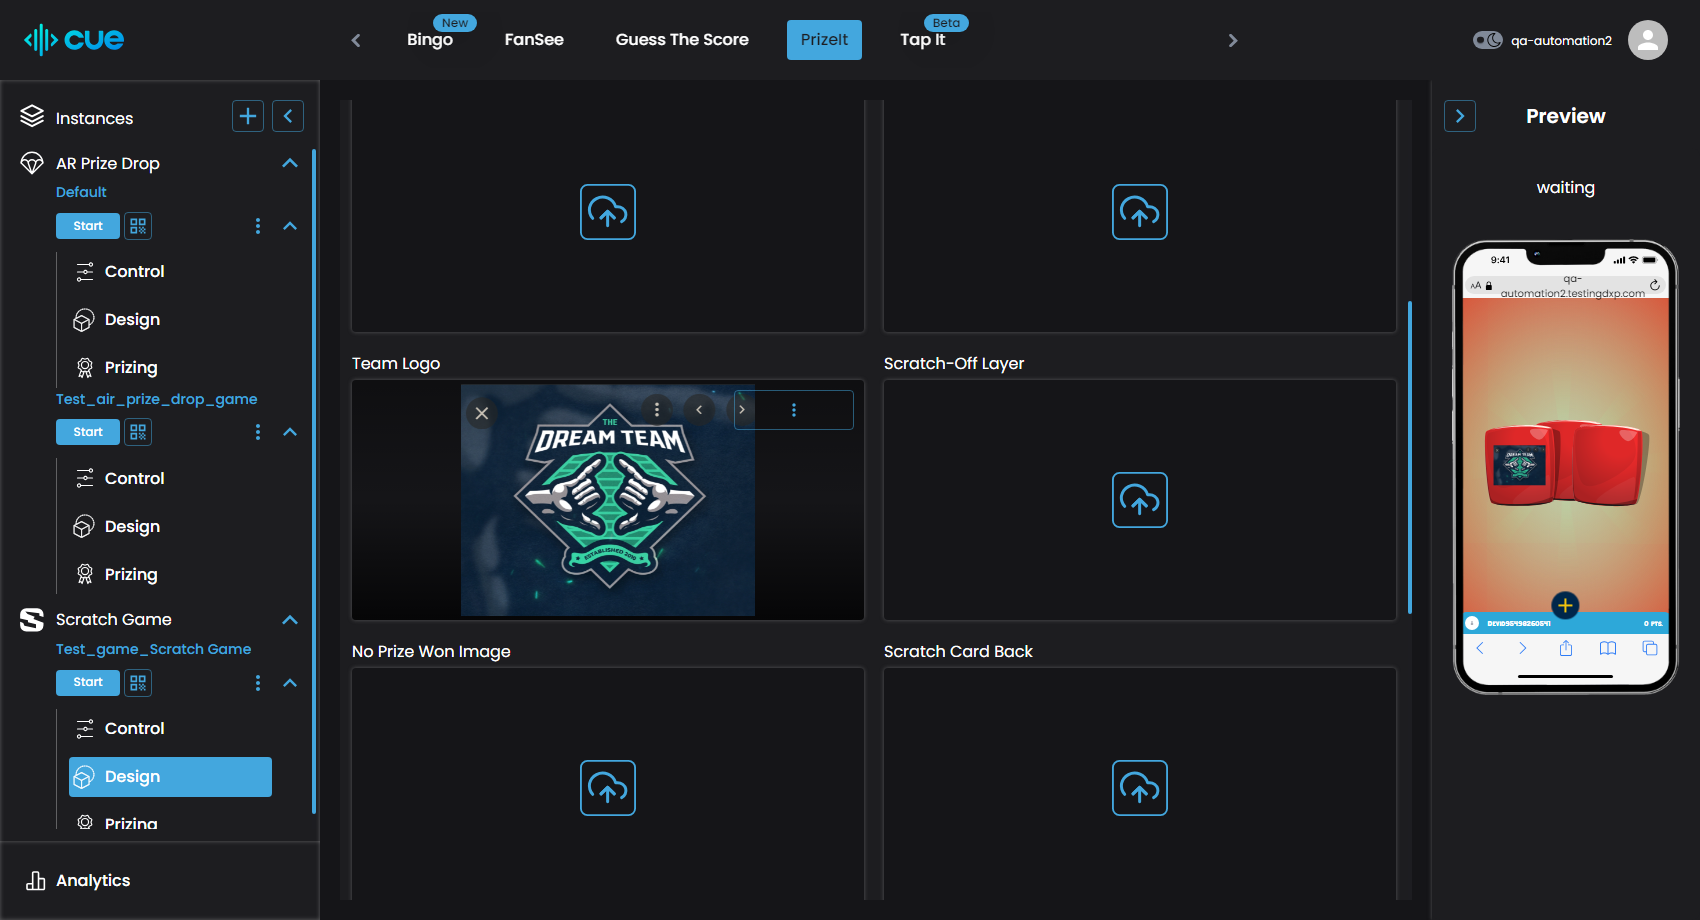 cue
Bingo
New
FanSee
Guess The Score
PrizeIt
Tap It
Beta
qa-automation2
Instances
AR Prize Drop
Default
Start
Control
Design
Prizing
Test_air_prize_drop_game
Start
Control
Design
Prizing
Scratch Game
Test_game_Scratch Game
Start
Control
Design
Prizing
Analytics
Team Logo
THE
DREAM TEAM
ESTABLISHED 2019
Scratch-Off Layer
No Prize Won Image
Scratch Card Back
Preview
waiting
9:41
AA
qa-
automation2.testingdxp.com
DREAM TEAM
0 PTS.